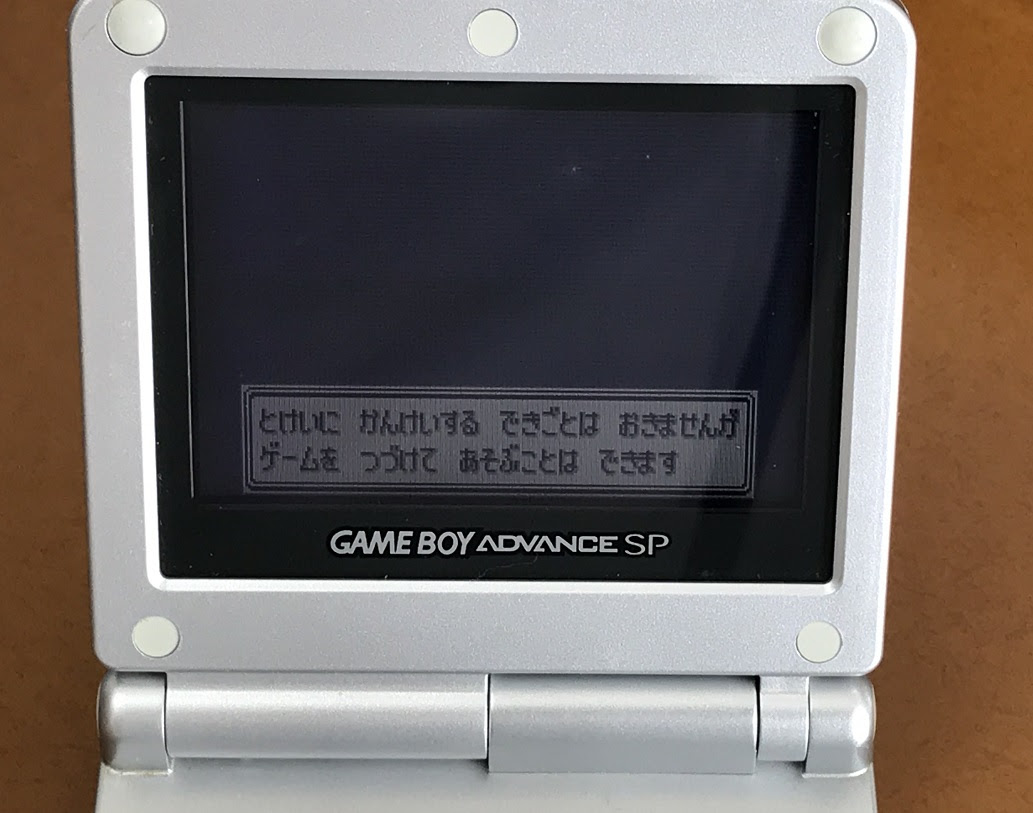 とけいに かんけいする できごとは おきませんが
ゲームを つづけて あそぶことは できます
GAME BOY ADVANCE SP